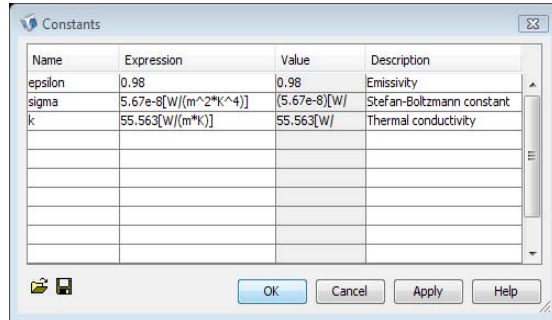 Constants
Name Expression Value Description
epsilon 0.98 0.98 Emissivity
sigma 5.67e-8[W/(m^2*K^4)] (5.67e-8)[W/ Stefan-Boltzmann constant
k 55.563[W/(m*K)] 55.563[W/ Thermal conductivity
OK Cancel Apply Help